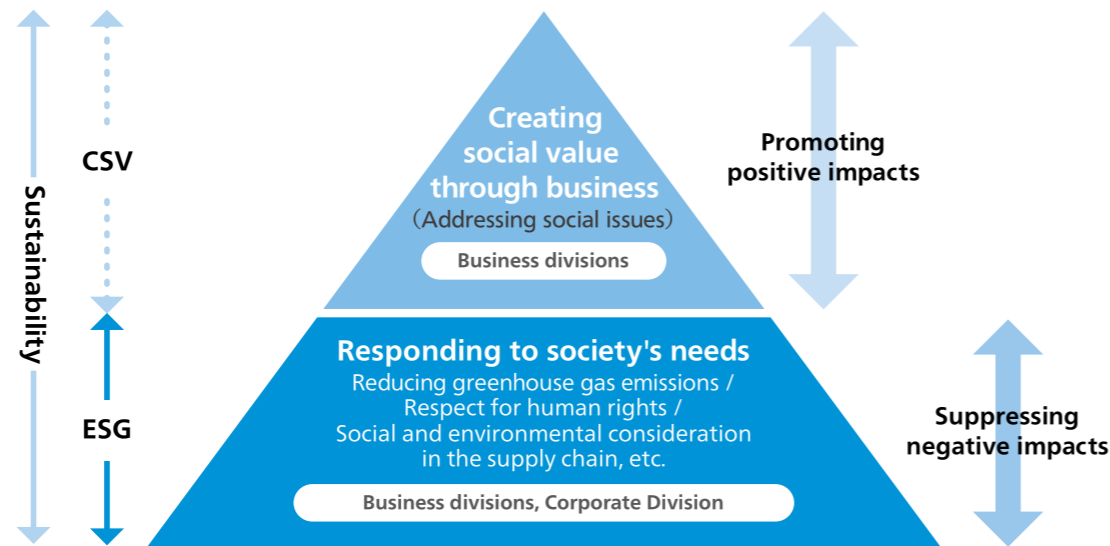 Sustainability
CSV
ESG
Creating
social value
through business
(Addressing social issues)
Business divisions
Promoting
positive impacts
Responding to society's needs
Reducing greenhouse gas emissions /
Respect for human rights /
Social and environmental consideration
in the supply chain, etc.
Business divisions, Corporate Division
Suppressing
negative impacts